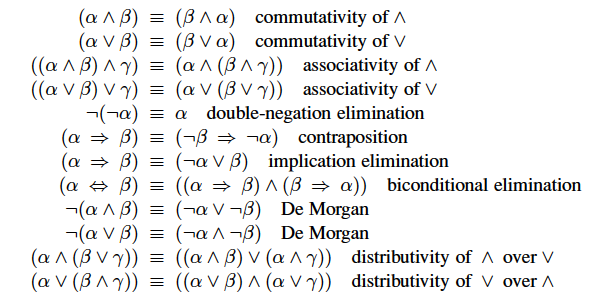 (α ∧ β) ≡ (β ∧ α) commutativity of ∧
(α ∨ β) ≡ (β ∨ α) commutativity of ∨
((α ∧ β) ∧ γ) ≡ (α ∧ (β ∧ γ)) associativity of ∧
((α ∨ β) ∨ γ) ≡ (α ∨ (β ∨ γ)) associativity of ∨
¬(¬α) ≡ α double-negation elimination
(α ⇒ β) ≡ (¬β ⇒ ¬α) contraposition
(α ⇒ β) ≡ (¬α ∨ β) implication elimination
(α ⇔ β) ≡ ((α ⇒ β) ∧ (β ⇒ α)) biconditional elimination
¬(α ∧ β) ≡ (¬α ∨ ¬β) De Morgan
¬(α ∨ β) ≡ (¬α ∧ ¬β) De Morgan
(α ∧ (β ∨ γ)) ≡ ((α ∧ β) ∨ (α ∧ γ)) distributivity of ∧ over ∨
(α ∨ (β ∧ γ)) ≡ ((α ∨ β) ∧ (α ∨ γ)) distributivity of ∨ over ∧